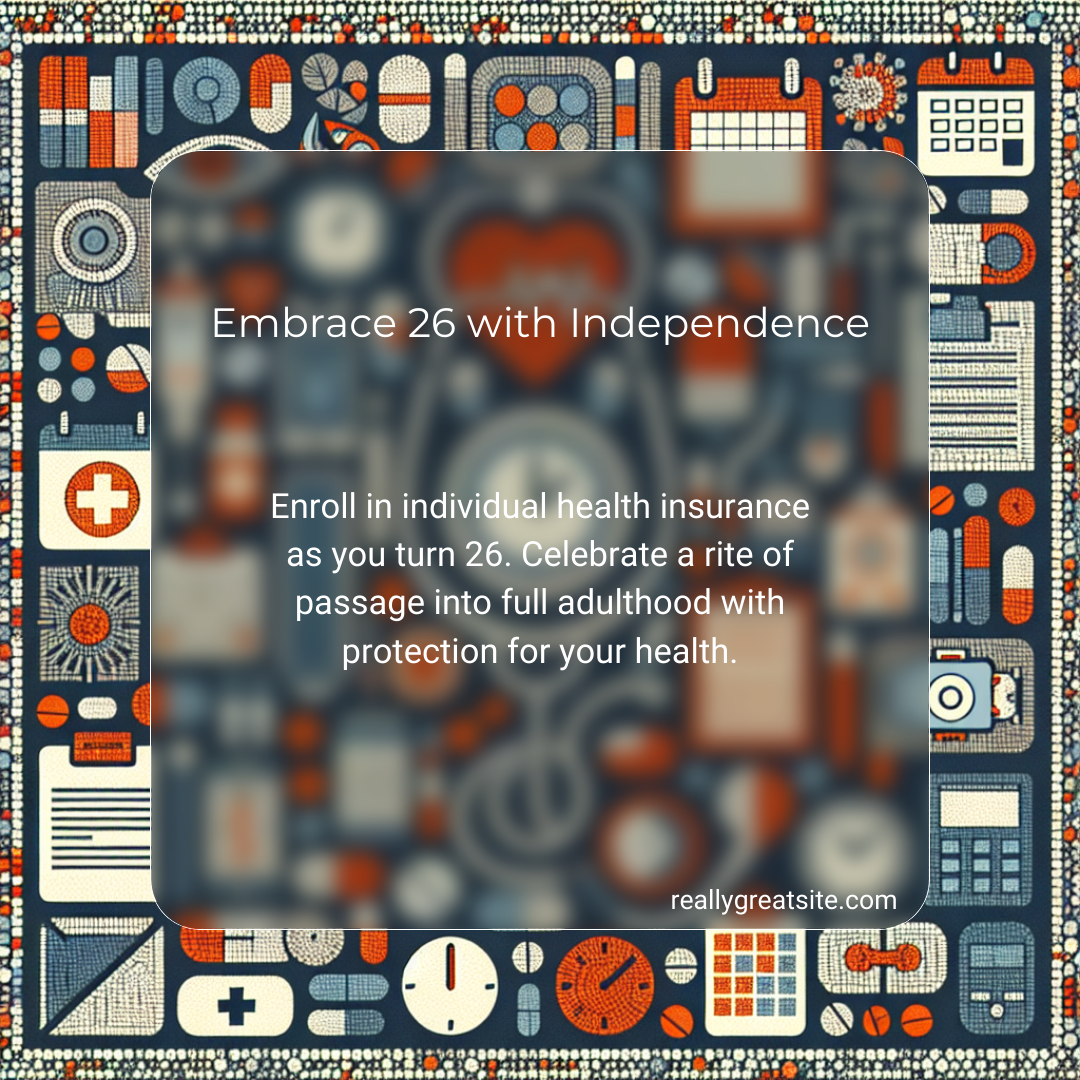 Embrace 26 with Independence
Enroll in individual health insurance
as you turn 26. Celebrate a rite of
passage into full adulthood with
protection for your health.
reallygreatsite.com